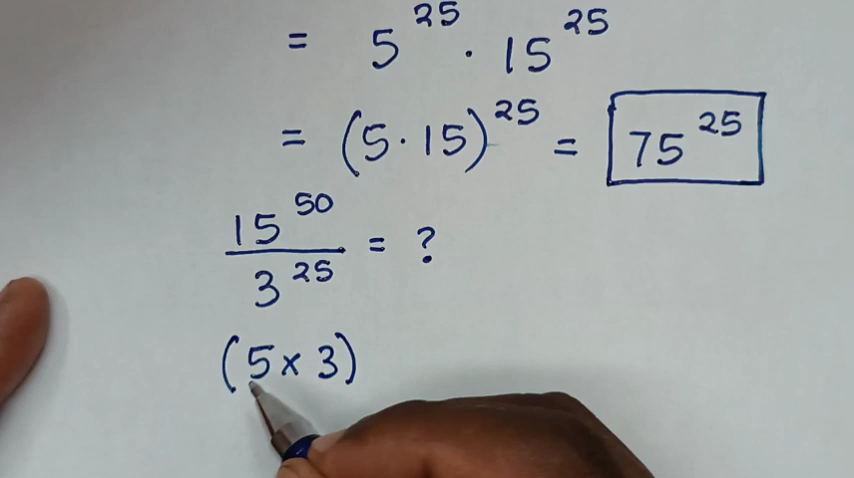 = 5^25 · 15^25
= (5 · 15)^25 = 75^25
15^50 / 3^25 = ?
(5 × 3)